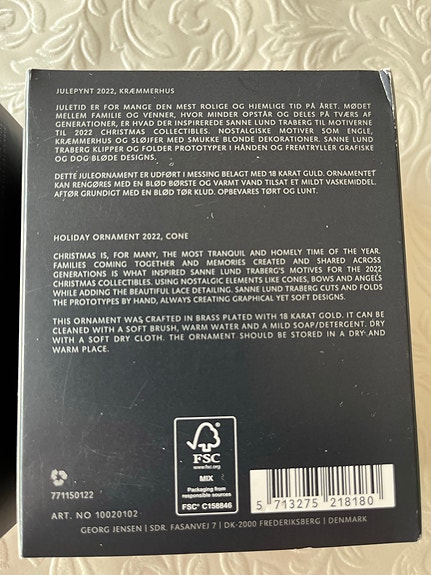 JULEPYNT 2022, KRÆMMERHUS
JULETID ER FOR MANGE DEN MEST ROLIGE OG HJEMLIGE TID PÅ ÅRET. MØDET
MELLEM FAMILIE OG VENNER, HVOR MINDER OPSTÅR OG DELES PÅ TVÆRS AF
GENERATIONER, ER HVAD DER INSPIREREDE SANNE LUND TRABERG TIL MOTIVERNE
TIL 2022 CHRISTMAS COLLECTIBLES. NOSTALGISKE MOTIVER SOM ENGLE,
KRÆMMERHUS OG SLØJFER MED SMUKKE BLONDE DEKORATIONER. SANNE LUND
TRABERG KLIPPER OG FOLDER PROTOTYPER I HÅNDEN OG FREMTRYLLER GRAFISKE
OG DOG BLØDE DESIGNS.
DETTE JULEORNAMENT ER UDFØRT I MESSING BELAGT MED 18 KARAT GULD. ORNAMENTET
KAN RENGØRES MED EN BLØD BØRSTE OG VARMT VAND TILSAT ET MILDT VASKEMIDDEL.
AFTØR GRUNDIGT MED EN BLØD TØR KLUD. OPBEVARES TØRT OG LUNT.
HOLIDAY ORNAMENT 2022, CONE
CHRISTMAS IS, FOR MANY, THE MOST TRANQUIL AND HOMELY TIME OF THE YEAR.
FAMILIES COMING TOGETHER AND MEMORIES CREATED AND SHARED ACROSS
GENERATIONS IS WHAT INSPIRED SANNE LUND TRABERG'S MOTIVES FOR THE 2022
CHRISTMAS COLLECTIBLES. USING NOSTALGIC ELEMENTS LIKE CONES, BOWS AND ANGELS
WHILE ADDING THE BEAUTIFUL LACE DETAILING. SANNE LUND TRABERG CUTS AND FOLDS
THE PROTOTYPES BY HAND, ALWAYS CREATING GRAPHICAL YET SOFT DESIGNS.
THIS ORNAMENT WAS CRAFTED IN BRASS PLATED WITH 18 KARAT GOLD. IT CAN BE
CLEANED WITH A SOFT BRUSH, WARM WATER AND A MILD SOAP/DETERGENT. DRY
WITH A SOFT DRY CLOTH. THE ORNAMENT SHOULD BE STORED IN A DRY AND
WARM PLACE.
FSC
www.fsc.org
MIX
Packaging from
responsible sources
FSC® C158846
771150122
5 713275 218180
ART. NO 10020102
GEORG JENSEN | SDR. FASANVEJ 7 | DK-2000 FREDERIKSBERG | DENMARK